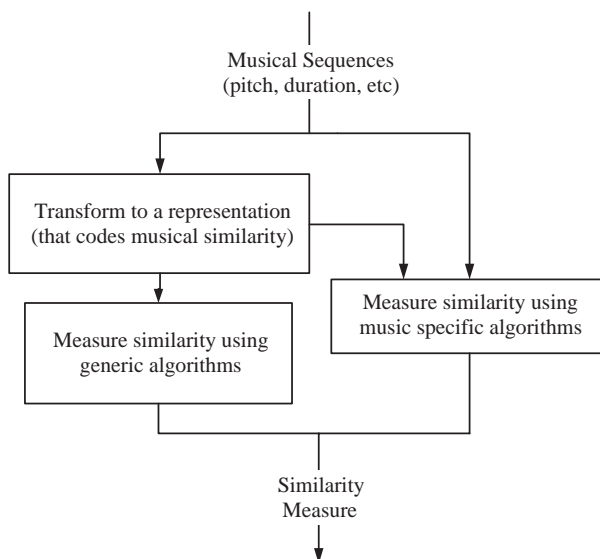 Musical Sequences
(pitch, duration, etc)
Transform to a representation
(that codes musical similarity)
Measure similarity using
music specific algorithms
Measure similarity using
generic algorithms
Similarity
Measure